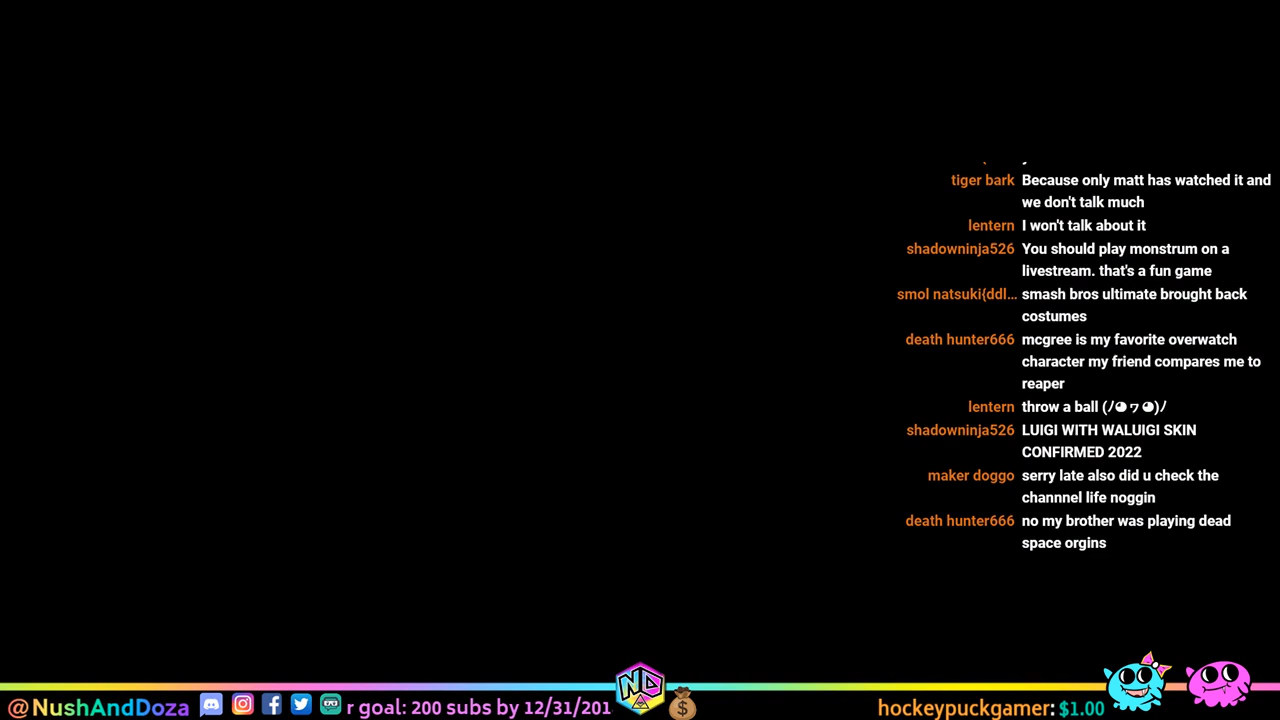 tiger bark Because only matt has watched it and
we don't talk much
lentern I won't talk about it
shadowninja526 You should play monstrum on a
livestream. that's a fun game
smol natsuki{ddl... smash bros ultimate brought back
costumes
death hunter666 mcgree is my favorite overwatch
character my friend compares me to
reaper
lentern throw a ball (ﾉ◕ヮ◕)ﾉ
shadowninja526 LUIGI WITH WALUIGI SKIN
CONFIRMED 2022
maker doggo serry late also did u check the
channnel life noggin
death hunter666 no my brother was playing dead
space orgins
@NushAndDoza r goal: 200 subs by 12/31/201 ND hockeypuckgamer: $1.00